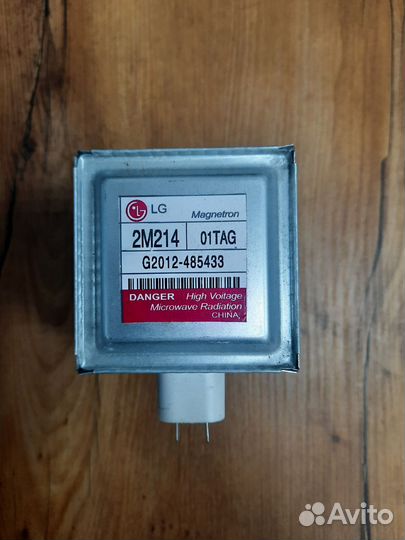 LG Magnetron
2M214 01TAG
G2012-485433
DANGER High Voltage
Microwave Radiation
CHINA
Avito